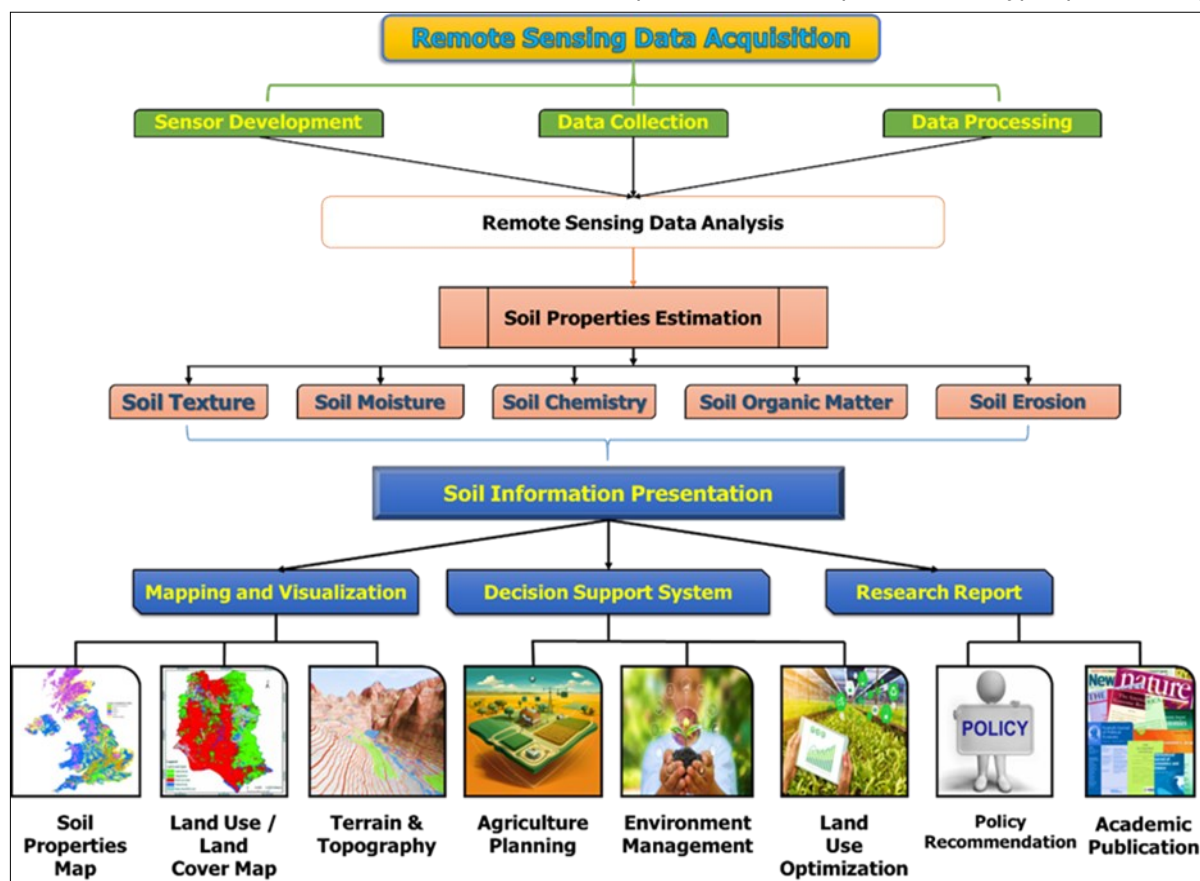 Remote Sensing Data Acquisition
Sensor Development
Data Collection
Data Processing
Remote Sensing Data Analysis
Soil Properties Estimation
Soil Texture
Soil Moisture
Soil Chemistry
Soil Organic Matter
Soil Erosion
Soil Information Presentation
Mapping and Visualization
Decision Support System
Research Report
POLICY
New
nature
THE
Soil
Properties
Map
Land Use /
Land
Cover Map
Terrain &
Topography
Agriculture
Planning
Environment
Management
Land
Use
Optimization
Policy
Recommendation
Academic
Publication